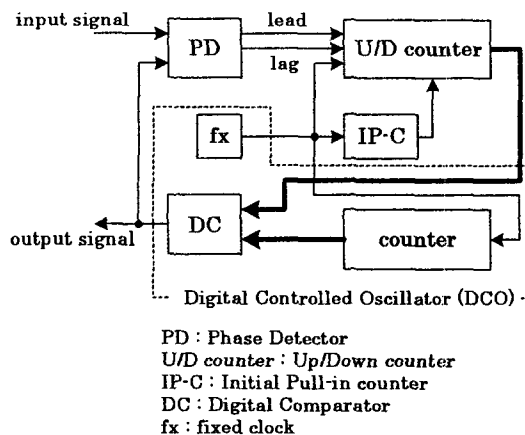 input signal
PD
lead
lag
U/D counter
fx
IP-C
output signal
DC
counter
Digital Controlled Oscillator (DCO)
PD : Phase Detector
U/D counter : Up/Down counter
IP-C : Initial Pull-in counter
DC : Digital Comparator
fx : fixed clock